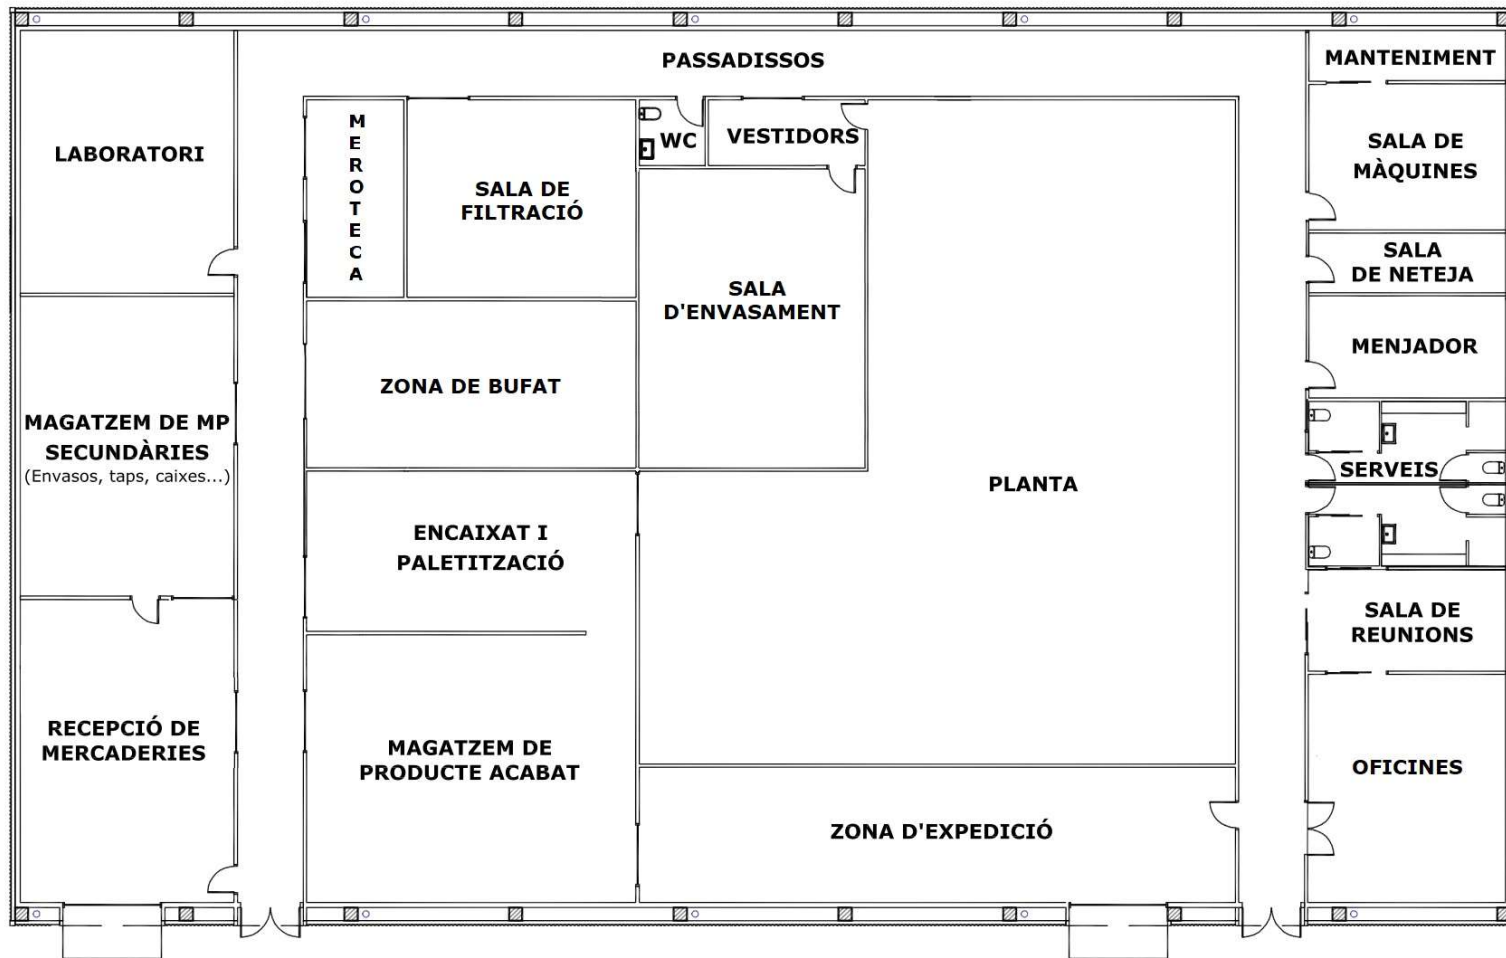 PASSADISSOS
MANTENIMENT
LABORATORI
MEROTECA
SALA DE
FILTRACIÓ
WC
VESTIDORS
SALA DE
MÀQUINES
SALA
DE NETEJA
SALA
D'ENVASAMENT
MENJADOR
ZONA DE BUFAT
MAGATZEM DE MP
SECUNDÀRIES
(Envasos, taps, caixes...)
SERVEIS
PLANTA
ENCAIXAT I
PALETITZACIÓ
SALA DE
REUNIONS
RECEPCIÓ DE
MERCADERIES
MAGATZEM DE
PRODUCTE ACABAT
OFICINES
ZONA D'EXPEDICIÓ